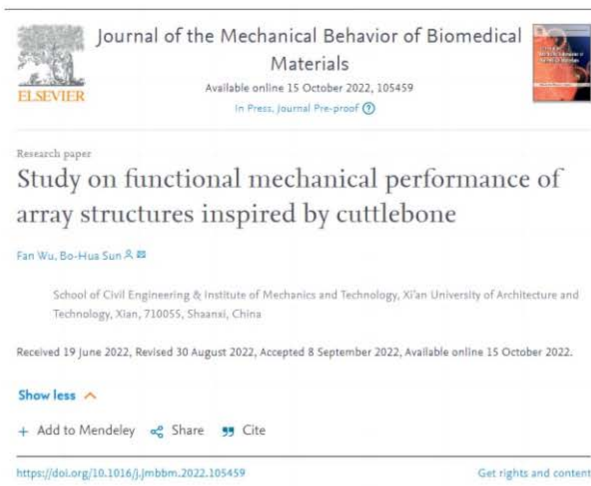 Journal of the Mechanical Behavior of Biomedical
Materials
Available online 15 October 2022, 105459
In Press, Journal Pre-proof ?
ELSEVIER
Research paper
Study on functional mechanical performance of
array structures inspired by cuttlebone
Fan Wu, Bo-Hua Sun
School of Civil Engineering & Institute of Mechanics and Technology, Xi'an University of Architecture and
Technology, Xian, 710055, Shaanxi, China
Received 19 June 2022, Revised 30 August 2022, Accepted 8 September 2022, Available online 15 October 2022.
Show less
+ Add to Mendeley Share Cite
https://doi.org/10.1016/j.jmbbm.2022.105459 Get rights and content